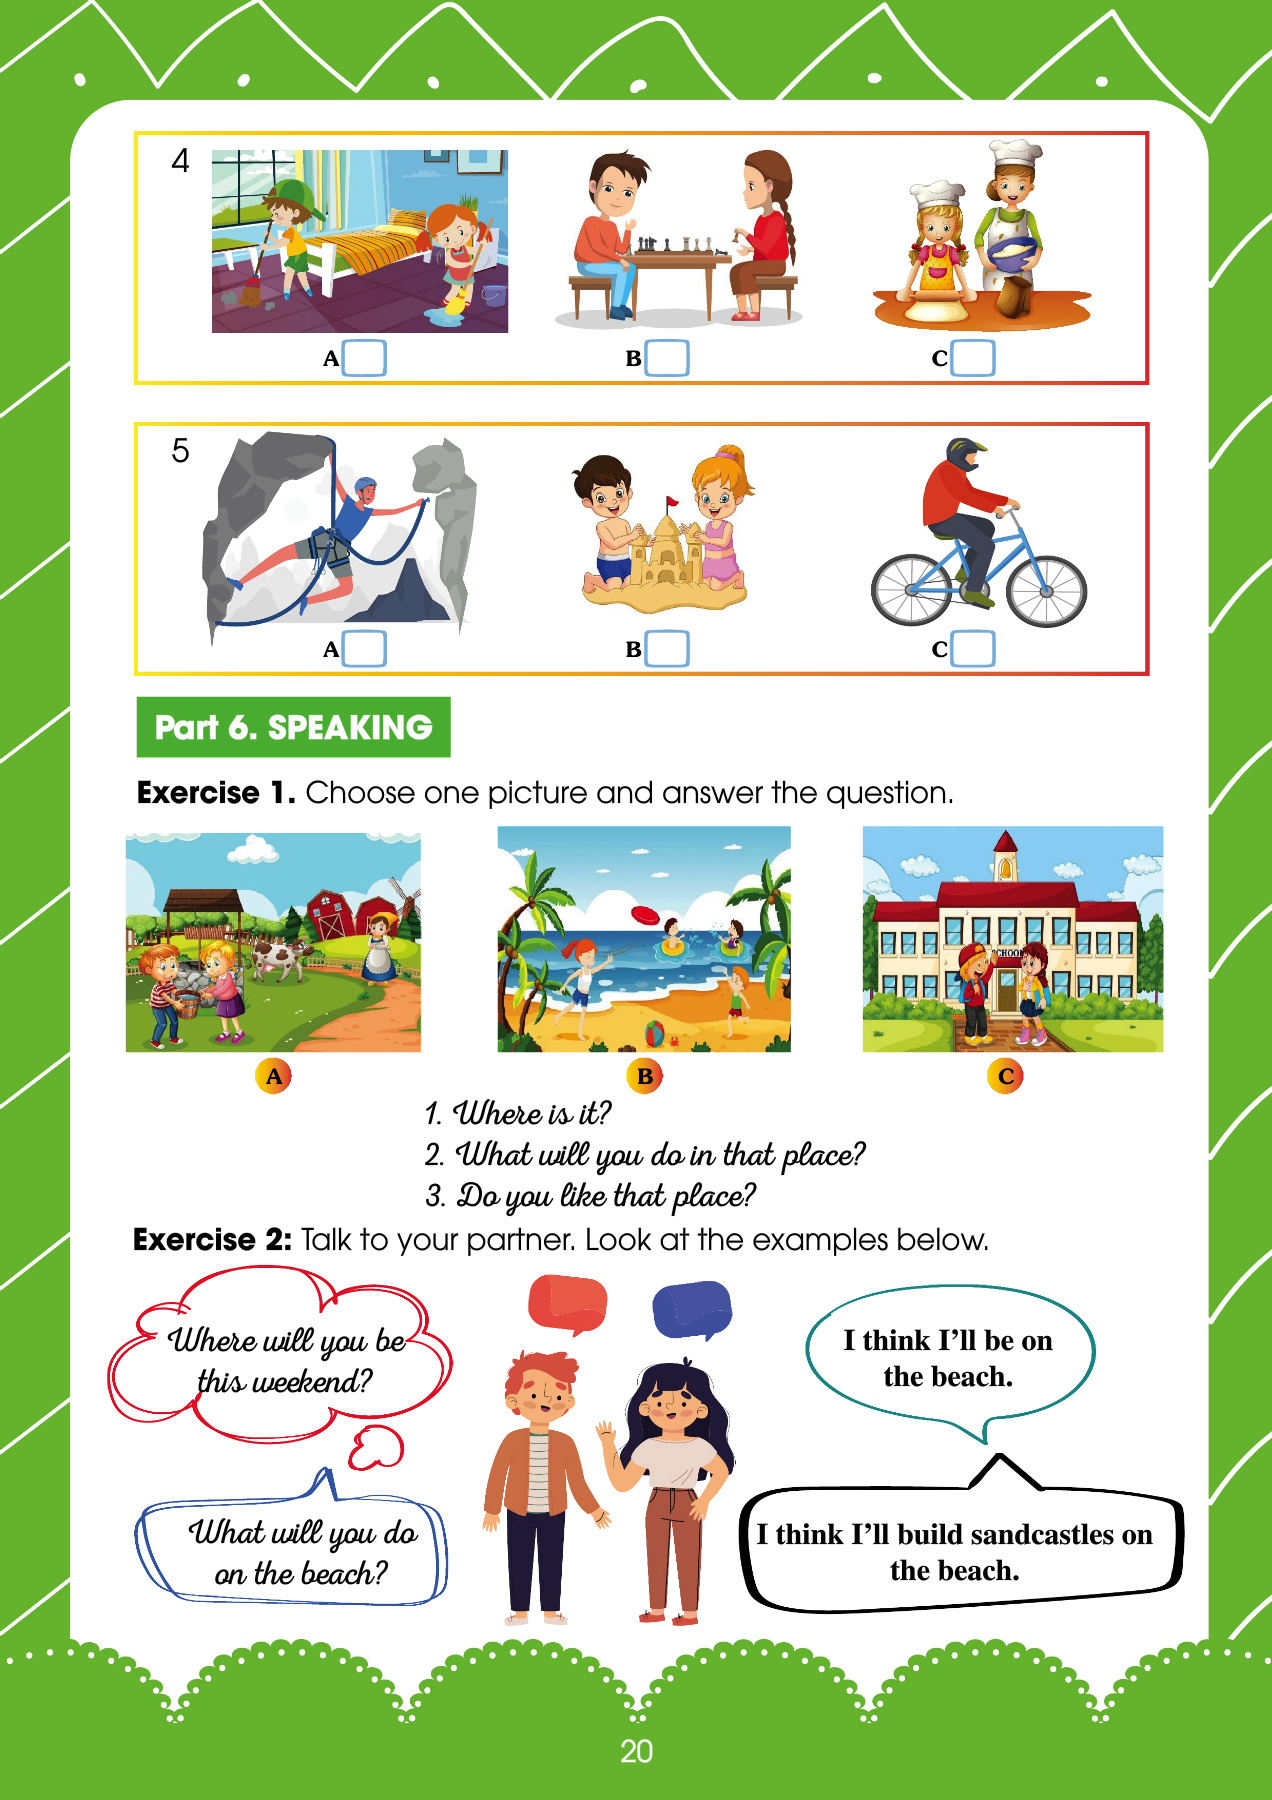 4
A
B
C
5
A
B
C
Part 6. SPEAKING
Exercise 1. Choose one picture and answer the question.
SCHOOL
A
B
C
1. Where is it?
2. What will you do in that place?
3. Do you like that place?
Exercise 2: Talk to your partner. Look at the examples below.
Where will you be
this weekend?
I think I'll be on
the beach.
What will you do
on the beach?
I think I'll build sandcastles on
the beach.
20